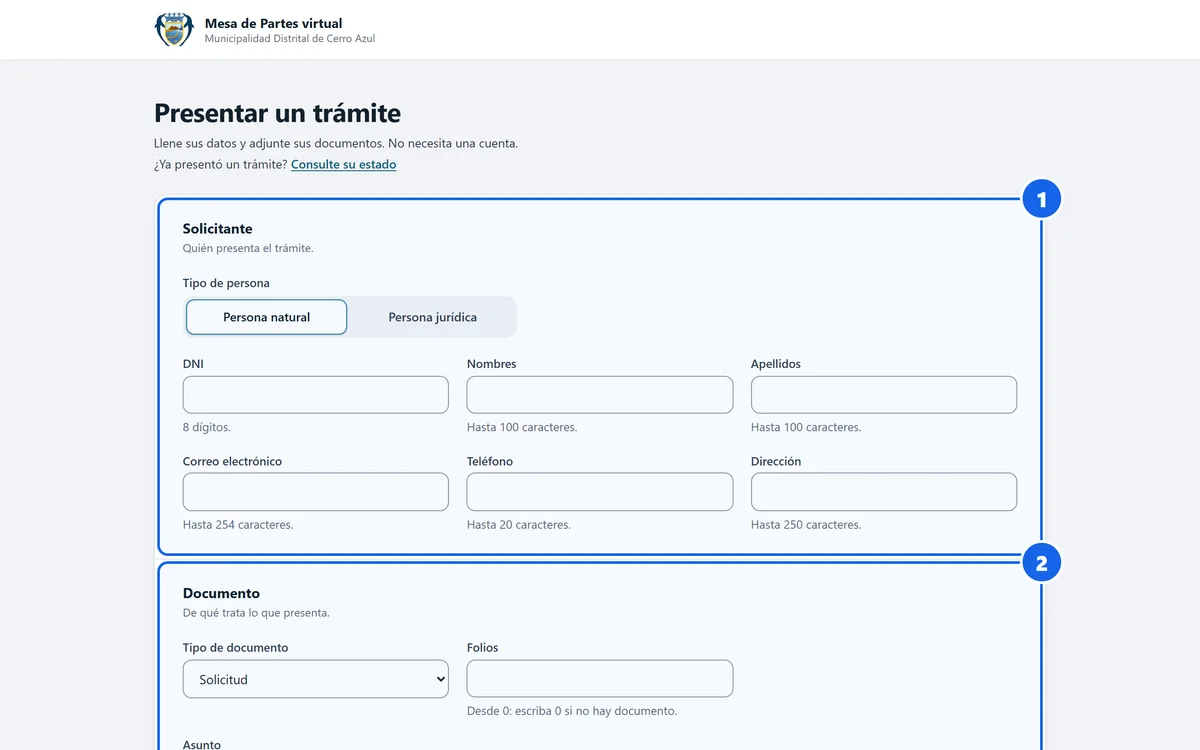 Mesa de Partes virtual
Municipalidad Distrital de Cerro Azul
Presentar un trámite
Llene sus datos y adjunte sus documentos. No necesita una cuenta.
¿Ya presentó un trámite? Consulte su estado
1
Solicitante
Quién presenta el trámite.
Tipo de persona
Persona natural Persona jurídica
DNI Nombres Apellidos
8 dígitos. Hasta 100 caracteres. Hasta 100 caracteres.
Correo electrónico Teléfono Dirección
Hasta 254 caracteres. Hasta 20 caracteres. Hasta 250 caracteres.
2
Documento
De qué trata lo que presenta.
Tipo de documento Folios
Solicitud
Desde 0: escriba 0 si no hay documento.
Asunto